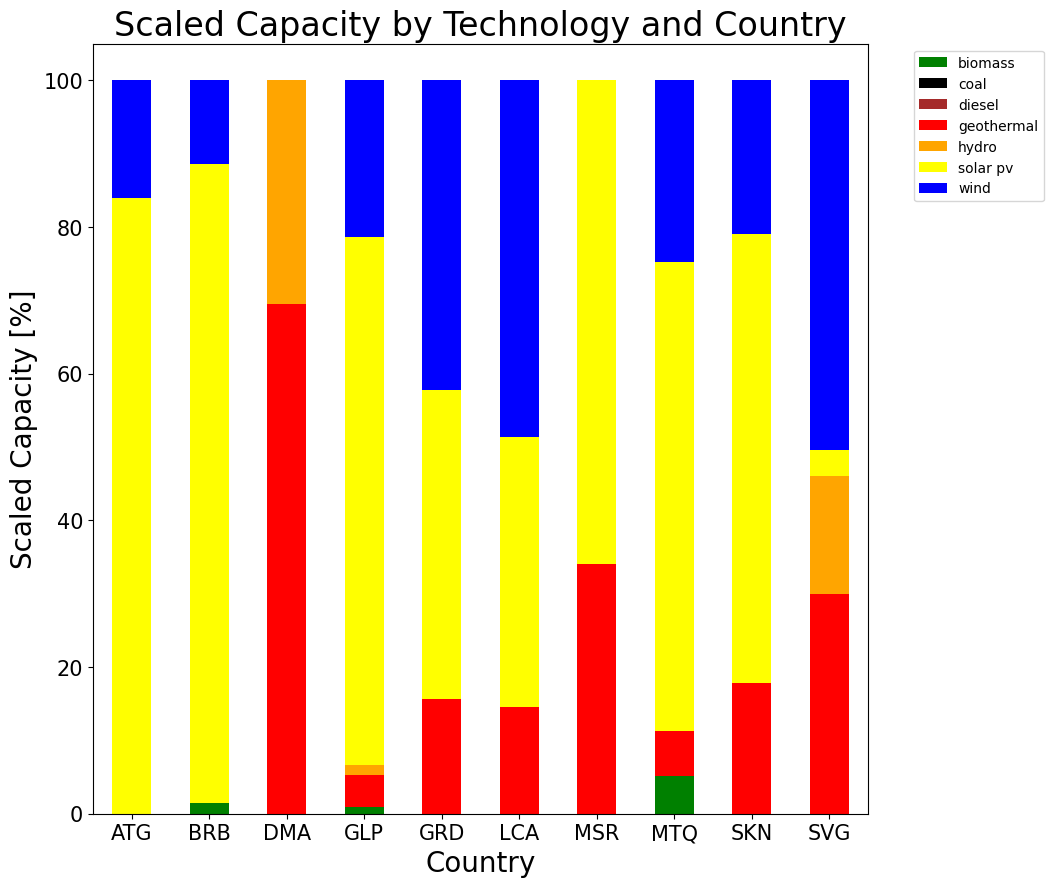 Scaled Capacity by Technology and Country
Scaled Capacity [%]
100
80
60
40
20
0
ATG BRB DMA GLP GRD LCA MSR MTQ SKN SVG
Country
biomass
coal
diesel
geothermal
hydro
solar pv
wind